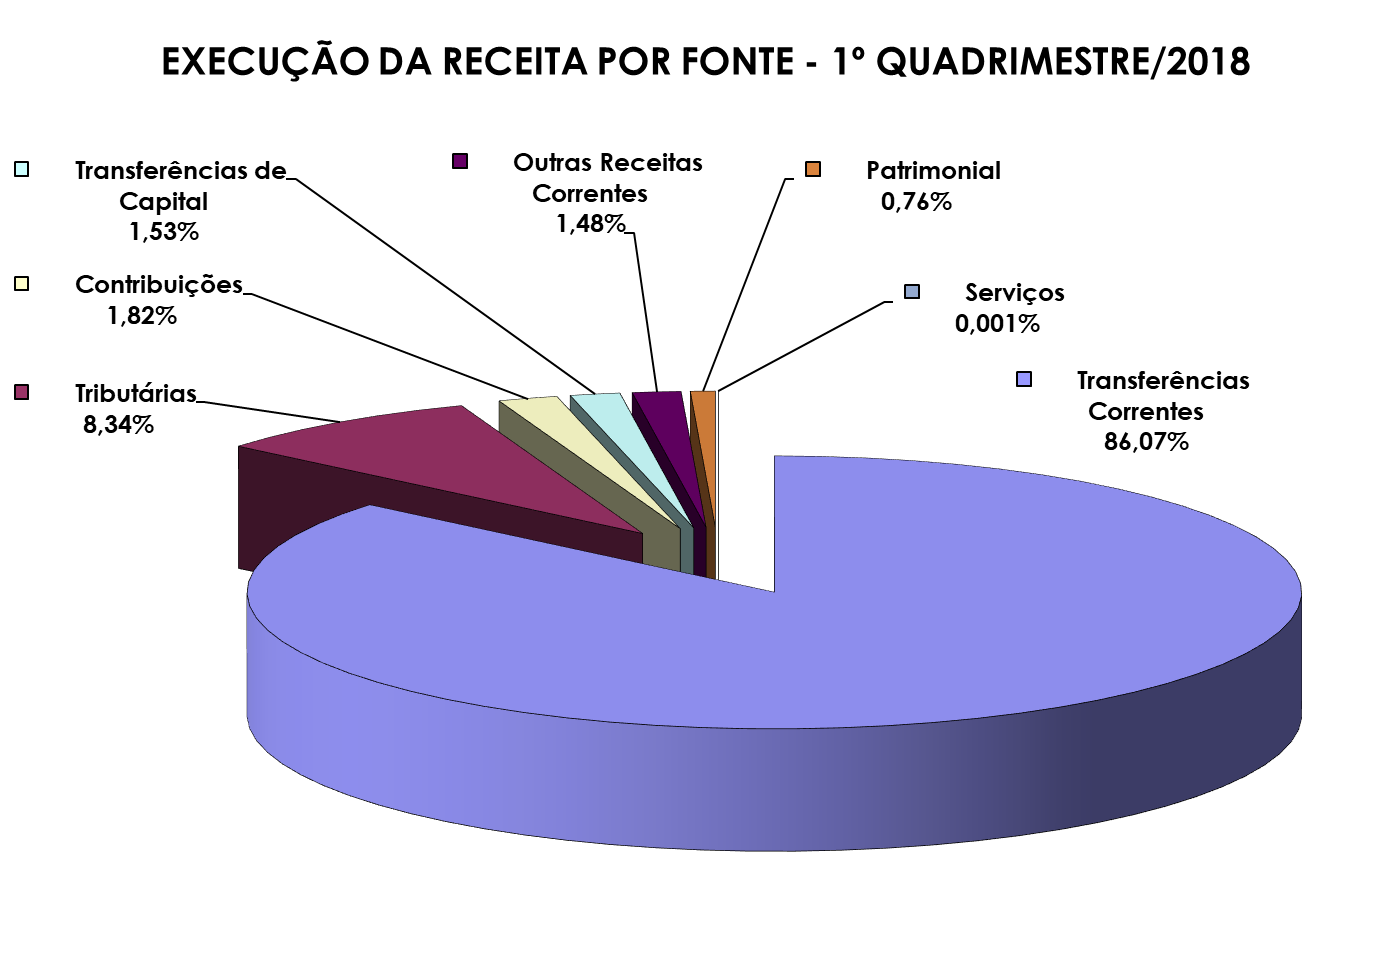 EXECUÇÃO DA RECEITA POR FONTE - 1º QUADRIMESTRE/2018
Transferências de
Capital
1,53%
Outras Receitas
Correntes
1,48%
Patrimonial
0,76%
Contribuições
1,82%
Serviços
0,001%
Tributárias
8,34%
Transferências
Correntes
86,07%